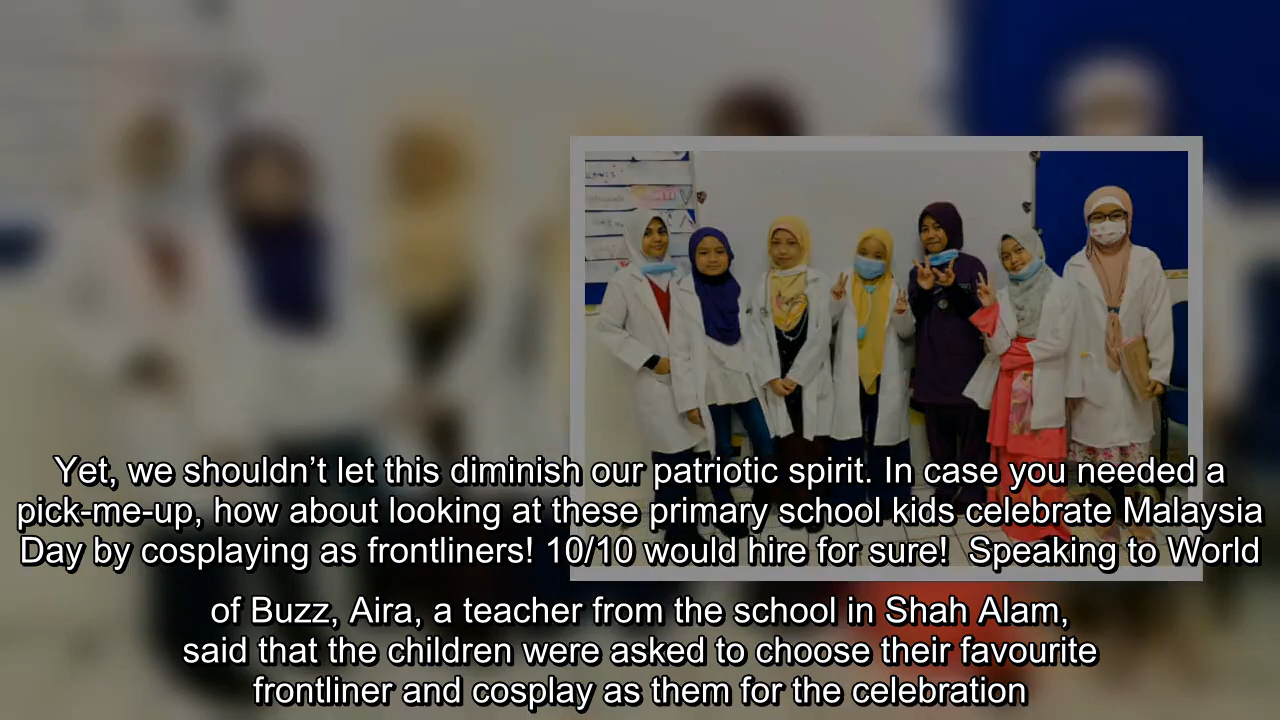 Yet, we shouldn’t let this diminish our patriotic spirit. In case you needed a
pick-me-up, how about looking at these primary school kids celebrate Malaysia
Day by cosplaying as frontliners! 10/10 would hire for sure!  Speaking to World
of Buzz, Aira, a teacher from the school in Shah Alam,
said that the children were asked to choose their favourite
frontliner and cosplay as them for the celebration